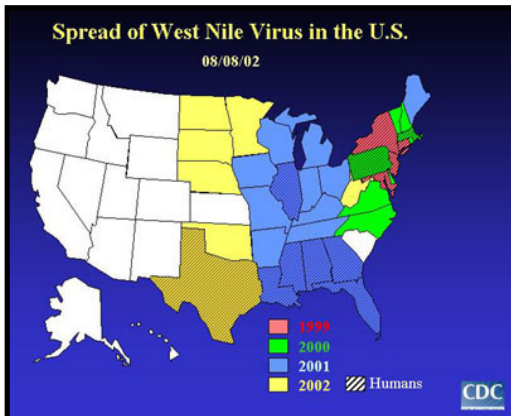 Spread of West Nile Virus in the U.S.
08/08/02
1999
2000
2001
2002
Humans
CDC